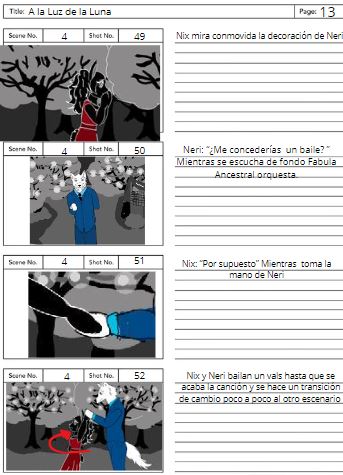 Title: A la Luz de la Luna Page: 13
Scene No. 4 Shot No. 49
Nix mira conmovida la decoración de Neri
Scene No. 4 Shot No. 50
Neri: "¿Me concederías un baile?"
Mientras se escucha de fondo Fabula
Ancestral orquesta.
Scene No. 4 Shot No. 51
Nix: "Por supuesto" Mientras toma la
mano de Neri
Scene No. 4 Shot No. 52
Nix y Neri bailan un vals hasta que se
acaba la canción y se hace un transición
de cambio poco a poco al otro escenario